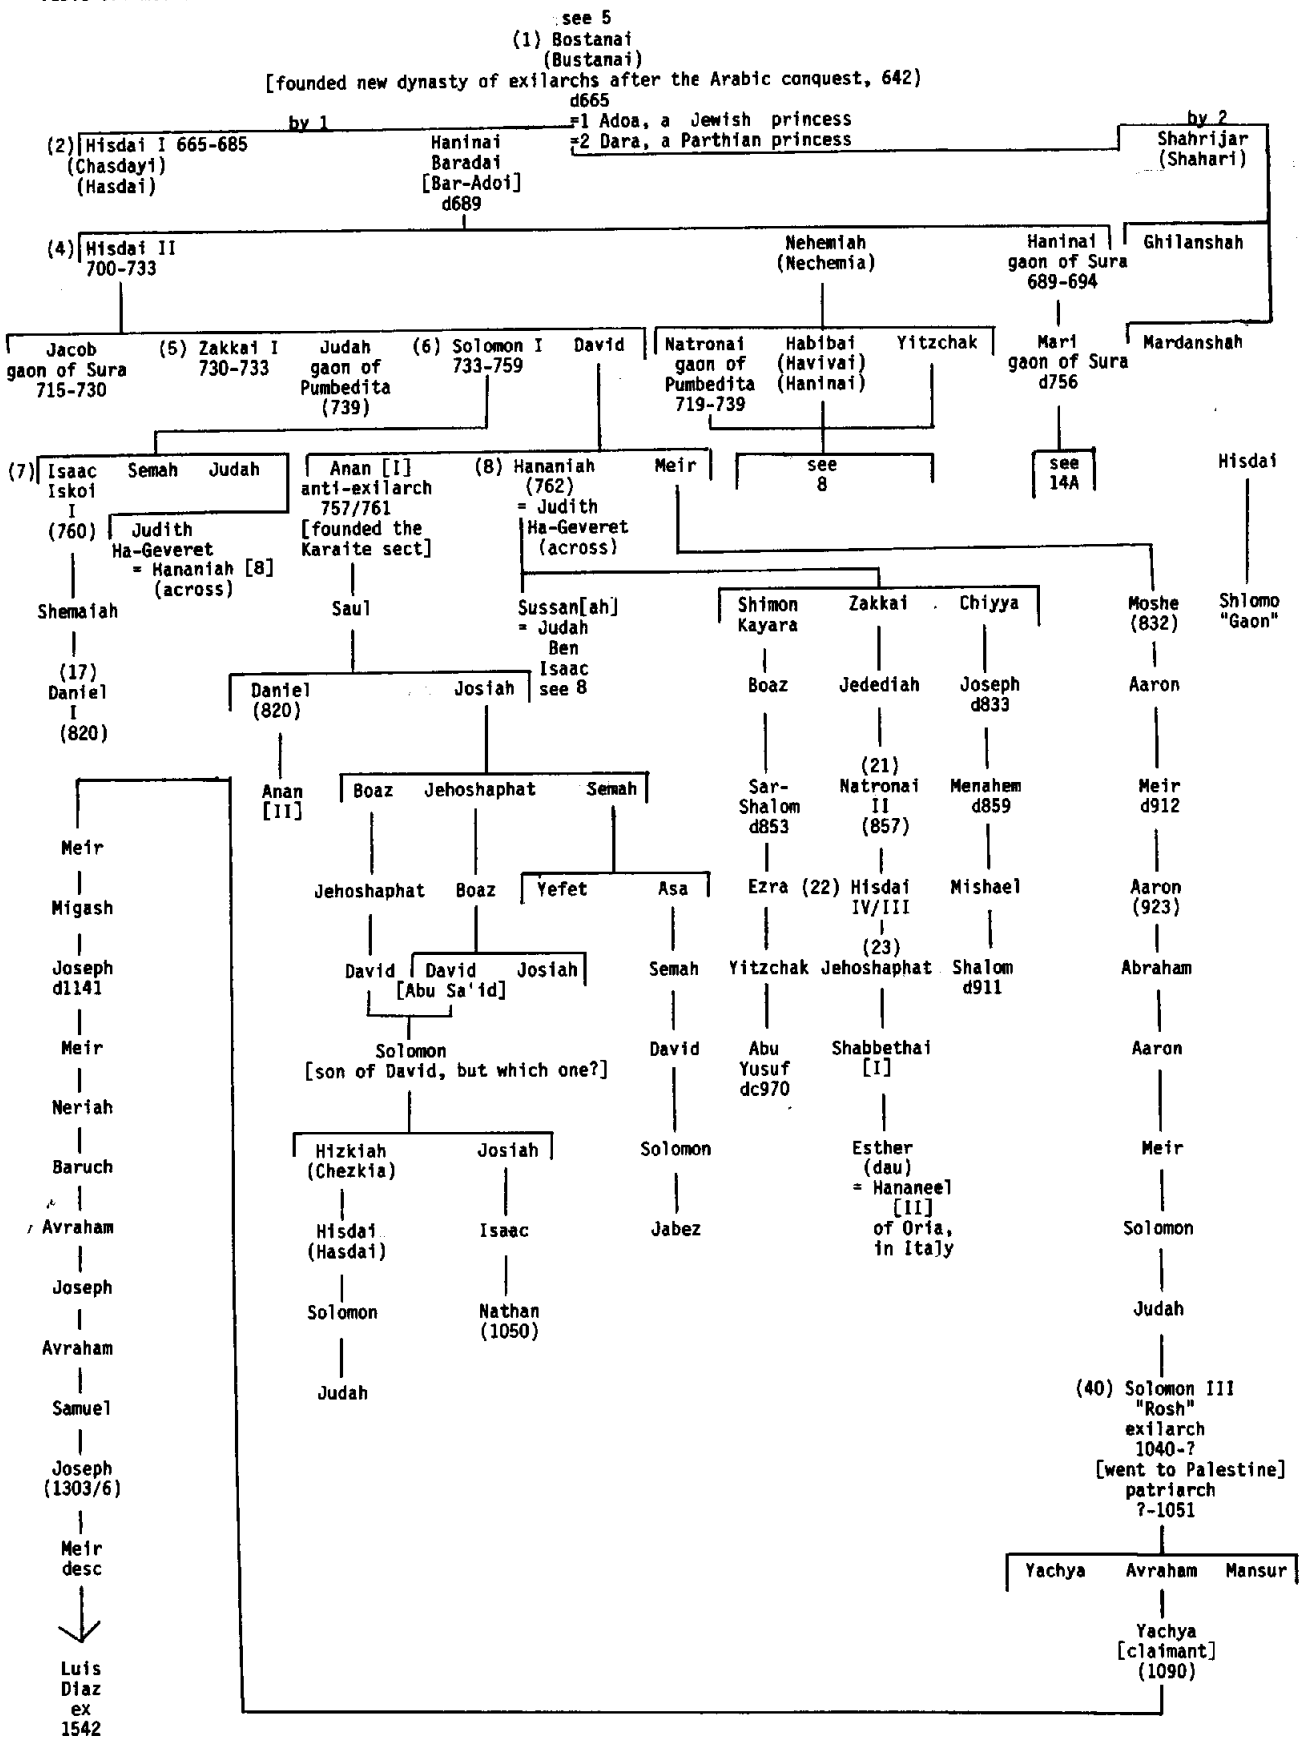 see 5
(1) Bostanai
(Bustanai)
[founded new dynasty of exilarchs after the Arabic conquest, 642)
d665
by 1
=1 Adoa, a Jewish princess
by 2
(2) Hisdai I 665-685
(Chasdayi)
(Hasdai)
Haninai
Baradai
[Bar-Adoi]
d689
=2 Dara, a Parthian princess
Shahrijar
(Shahari)
(4) Hisdai II
700-733
Nehemiah
(Nechemia)
Haninai
gaon of Sura
689-694
Ghilanshah
Jacob
gaon of Sura
715-730
(5) Zakkai I
730-733
Judah
gaon of
Pumbedita
(739)
(6) Solomon I
733-759
David
Natronai
gaon of
Pumbedita
719-739
Habibai
(Havivai)
(Haninai)
Yitzchak
Mari
gaon of Sura
d756
Mardanshah
(7) Isaac
Iskoi
I
(760)
Semah
Judah
Judith
Ha-Geveret
= Hananiah [8]
(across)
Anan [I]
anti-exilarch
757/761
[founded the
Karaite sect]
(8) Hananiah
(762)
= Judith
Ha-Geveret
(across)
Meir
see
8
see
14A
Hisdai
Shemaiah
Saul
Sussan[ah]
= Judah
Ben
Isaac
see 8
Shimon
Kayara
Zakkai
Chiyya
Moshe
(832)
Shlomo
"Gaon"
(17)
Daniel
I
(820)
Daniel
(820)
Josiah
Boaz
Jedediah
Joseph
d833
Aaron
Anan
[II]
Boaz
Jehoshaphat
Semah
Sar-
Shalom
d853
(21)
Natronai
II
(857)
Menahem
d859
Meir
d912
Meir
Jehoshaphat
Boaz
Yefet
Asa
Ezra
(22) Hisdai
IV/III
Mishael
Aaron
(923)
Migash
Joseph
d1141
David
David
[Abu Sa'id]
Josiah
Semah
Yitzchak
(23)
Jehoshaphat
Shalom
d911
Abraham
Meir
Solomon
[son of David, but which one?]
David
Abu
Yusuf
dc970
Shabbethai
[I]
Aaron
Neriah
Baruch
Hizkiah
(Chezkia)
Josiah
Solomon
Esther
(dau)
= Hananeel
[II]
of Oria,
in Italy
Meir
Avraham
Hisdai
(Hasdai)
Isaac
Jabez
Solomon
Joseph
Solomon
Nathan
(1050)
Judah
Avraham
Judah
Samuel
(40) Solomon III
"Rosh"
exilarch
1040-?
[went to Palestine]
patriarch
?-1051
Joseph
(1303/6)
Meir
desc
Yachya
Avraham
Mansur
Yachya
[claimant]
(1090)
Luis
Diaz
ex
1542